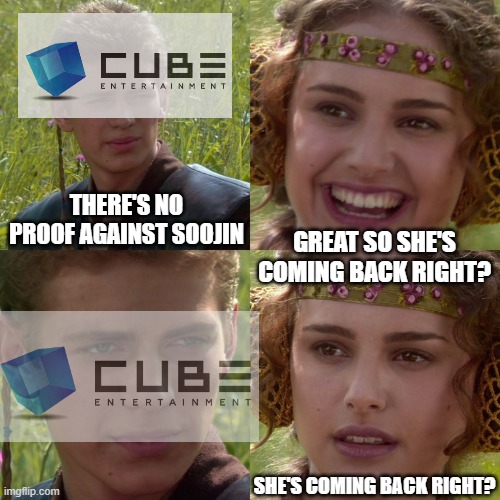 CUBE
ENTERTAINMENT
THERE'S NO
PROOF AGAINST SOOJIN
GREAT SO SHE'S
COMING BACK RIGHT?
CUBE
ENTERTAINMENT
SHE'S COMING BACK RIGHT?
imgflip.com